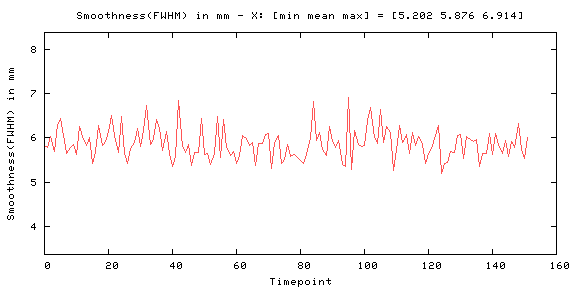 Smoothness(FWHM) in mm - X: [min mean max] = [5.202 5.876 6.914]
Smoothness(FWHM) in mm
8
7
6
5
4
0 20 40 60 80 100 120 140 160
Timepoint